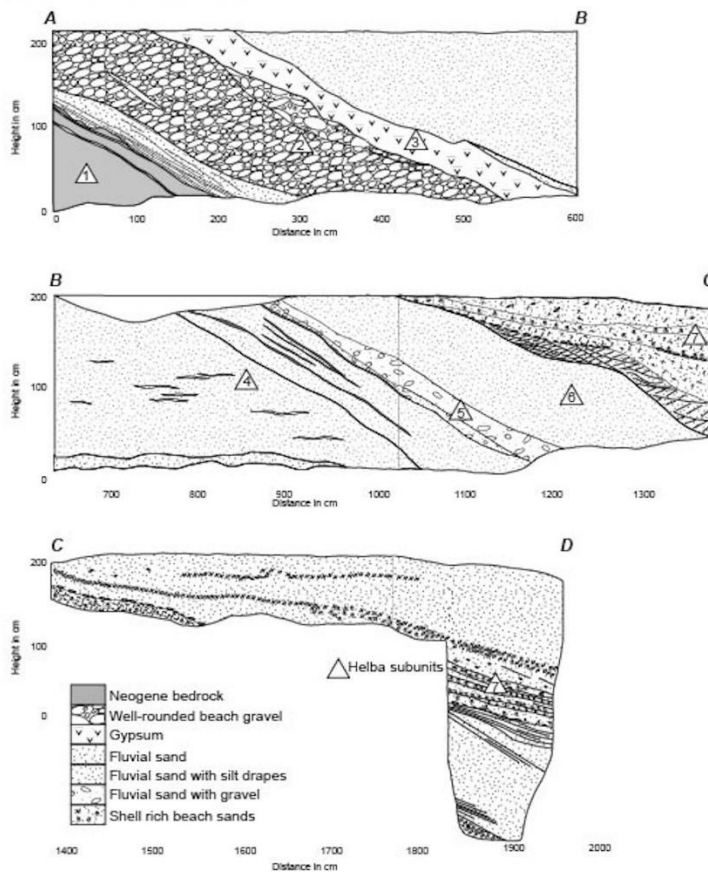 A B
200
100
0
Height in cm
1
2
3
0 100 200 300 400 500 600
Distance in cm
B C
200
100
0
Height in cm
4
5
6
7
700 800 900 1000 1100 1200 1300
Distance in cm
C D
200
100
0
Height in cm
7
Helba subunits
Neogene bedrock
Well-rounded beach gravel
Gypsum
Fluvial sand
Fluvial sand with silt drapes
Fluvial sand with gravel
Shell rich beach sands
1400 1500 1600 1700 1800 1900 2000
Distance in cm